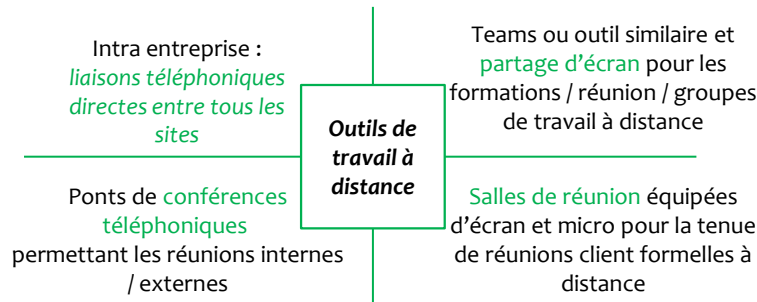 Intra entreprise :
liaisons téléphoniques
directes entre tous les
sites
Teams ou outil similaire et
partage d'écran pour les
formations / réunion / groupes
de travail à distance
Outils de
travail à
distance
Ponts de conférences
téléphoniques
permettant les réunions internes
/ externes
Salles de réunion équipées
d'écran et micro pour la tenue
de réunions client formelles à
distance